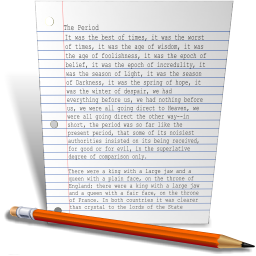 The Period
It was the best of times, it was the worst
of times, it was the age of wisdom, it was
the age of foolishness, it was the epoch of
belief, it was the epoch of incredulity, it
was the season of Light, it was the season
of Darkness, it was the spring of hope, it
was the winter of despair, we had
everything before us, we had nothing before
us, we were all going direct to Heaven, we
were all going direct the other way--in
short, the period was so far like the
present period, that some of its noisiest
authorities insisted on its being received,
for good or for evil, in the superlative
degree of comparison only.
There were a king with a large jaw and a
queen with a plain face, on the throne of
England; there were a king with a large jaw
and a queen with a fair face, on the throne
of France. In both countries it was clearer
than crystal to the lords of the State